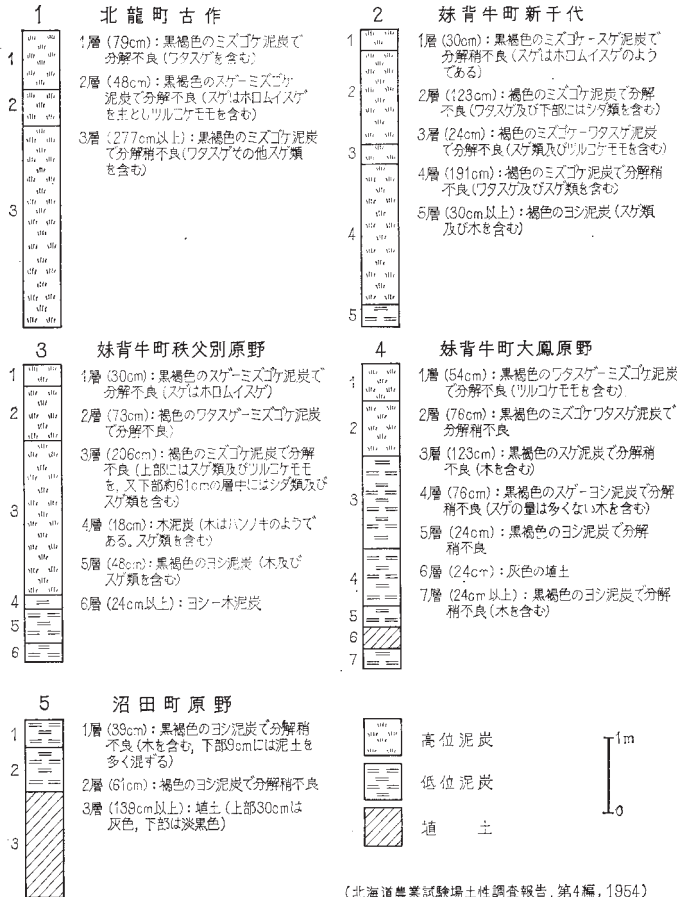 1 北龍町古作
1層 (79cm)：黒褐色のミズゴケ泥炭で
分解不良 (ワタスゲを含む)
2層 (48cm)：黒褐色のスゲーミズゴケ
泥炭で分解不良 (スゲはホロムイスゲ
を主としツルコケモモを含む)
3層 (277cm以上)：黒褐色のミズゴケ泥炭
で分解稍不良(ワタスゲその他スゲ類
を含む)
1
2
3
2 妹背牛町新千代
1層 (30cm)：黒褐色のミズゴケースゲ泥炭で
分解稍不良 (スゲはホロムイスゲのよう
である)
2層 (123cm)：褐色のミズゴケ泥炭で分解
不良 (ワタスゲ及び下部にはシダ類を含む)
3層 (24cm)：褐色のミズゴケーワタスゲ泥炭
で分解不良 (スゲ類及びツルコケモモを含む)
4層 (191cm)：褐色のミズゴケ泥炭で分解稍
不良 (ワタスゲ及びスゲ類を含む)
5層 (30cm以上)：褐色のヨシ泥炭 (スゲ類
及び木を含む)
1
2
3
4
5
3 妹背牛町秩父別原野
1層 (30cm)：黒褐色のスゲーミズゴケ泥炭で
分解不良 (スゲはホロムイスゲ)
2層 (73cm)：褐色のワタスゲーミズゴケ泥炭
で分解不良)
3層 (206cm)：褐色のミズゴケ泥炭で分解
不良 (上部にはスゲ類及びツルコケモモ
を, 又下部約61cmの層中にはシダ類及び
スゲ類を含む)
4層 (18cm)：木泥炭 (木はハンノキのようで
ある。スゲ類を含む)
5層 (48cm)：黒褐色のヨシ泥炭 (木及び
スゲ類を含む)
6層 (24cm以上)：ヨシー木泥炭
1
2
3
4
5
6
4 妹背牛町大鳳原野
1層 (54cm)：黒褐色のワタスゲーミズゴケ泥炭
で分解不良 (ツルコケモモを含む)
2層 (76cm)：黒褐色のミズゴケワタスゲ泥炭で
分解稍不良
3層 (123cm)：黒褐色のスゲ泥炭で分解稍
不良 (木を含む)
4層 (76cm)：黒褐色のスゲーヨシ泥炭で分解
稍不良 (スゲの量は多くない木を含む)
5層 (24cm)：黒褐色のヨシ泥炭で分解
稍不良
6層 (24cm)：灰色の埴土
7層 (24cm以上)：黒褐色のヨシ泥炭で分解
稍不良 (木を含む)
1
2
3
4
5
6
7
5 沼田町原野
1層 (39cm)：黒褐色のヨシ泥炭で分解稍
不良 (木を含む, 下部9cmには泥土を
多く混ずる)
2層 (61cm)：褐色のヨシ泥炭で分解稍不良
3層 (139cm以上)：埴土 (上部30cmは
灰色, 下部は淡黒色)
1
2
3
高位泥炭
低位泥炭
埴土
1m
0
(北海道農業試験場土性調査報告, 第4編, 1954)